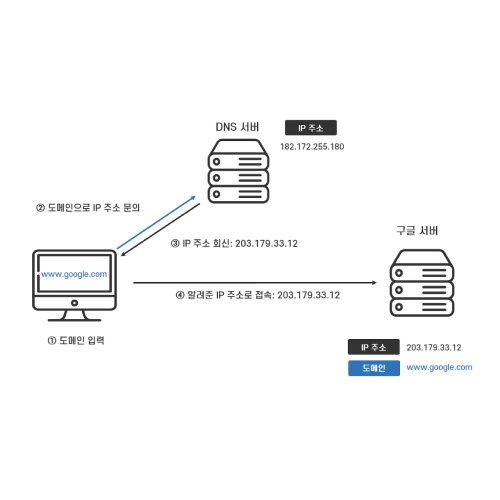 DNS 서버
IP 주소
182.172.255.180
② 도메인으로 IP 주소 문의
③ IP 주소 회신: 203.179.33.12
구글 서버
www.google.com
④ 알려준 IP 주소로 접속: 203.179.33.12
① 도메인 입력
IP 주소 203.179.33.12
도메인 www.google.com